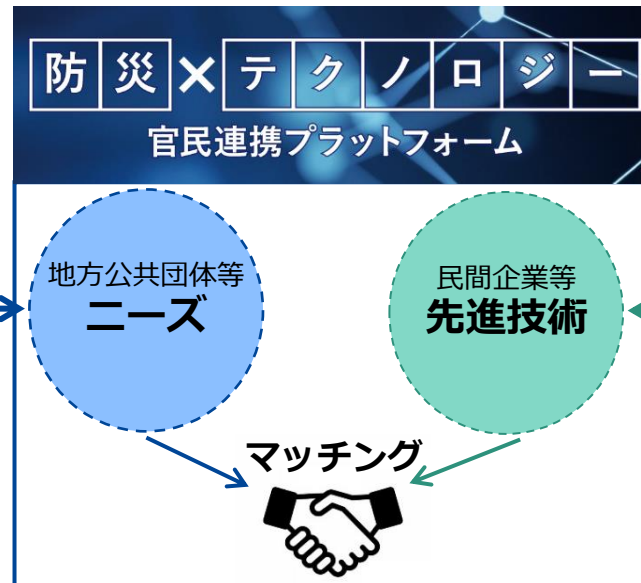 防災×テクノロジー
官民連携プラットフォーム
地方公共団体等
ニーズ
民間企業等
先進技術
マッチング